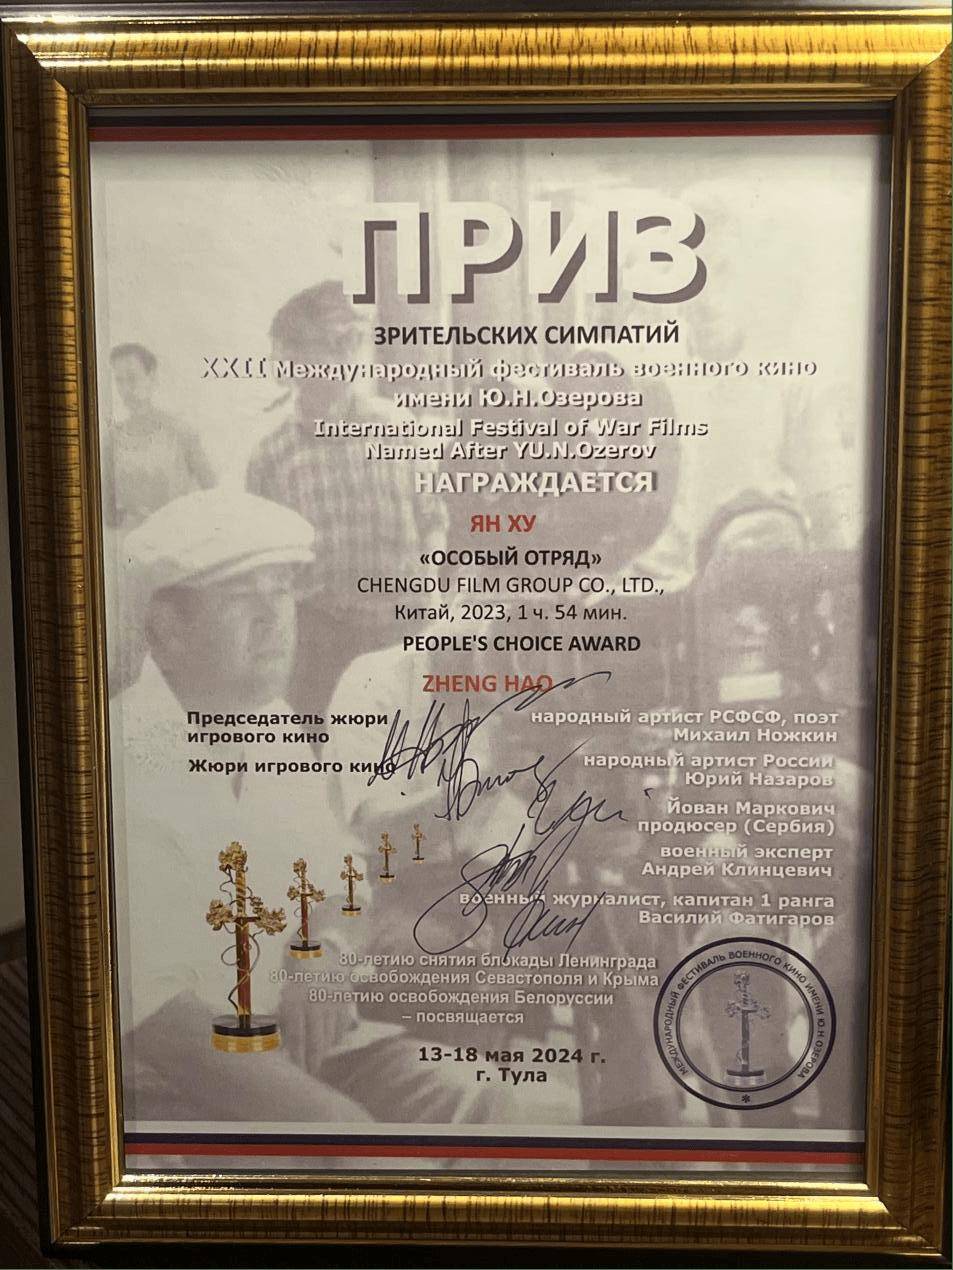 ПРИЗ
ЗРИТЕЛЬСКИХ СИМПАТИЙ
XXII Международный фестиваль военного кино
имени Ю.Н.Озерова
International Festival of War Films
Named After YU.N.Ozerov
НАГРАЖДАЕТСЯ
ЯН ХУ
«ОСОБЫЙ ОТРЯД»
CHENGDU FILM GROUP CO., LTD.,
Китай, 2023, 1 ч. 54 мин.
PEOPLE'S CHOICE AWARD
ZHENG HAO
Председатель жюри
игрового кино
народный артист РСФСФ, поэт
Михаил Ножкин
Жюри игрового кино
народный артист России
Юрий Назаров
Йован Маркович
продюсер (Сербия)
военный эксперт
Андрей Клинцевич
военный журналист, капитан 1 ранга
Василий Фатигаров
80-летию снятия блокады Ленинграда
80-летию освобождения Севастополя и Крыма
80-летию освобождения Белоруссии
– посвящается
13-18 мая 2024 г.
г. Тула
МЕЖДУНАРОДНЫЙ ФЕСТИВАЛЬ ВОЕННОГО КИНО ИМЕНИ Ю.Н ОЗЕРОВА